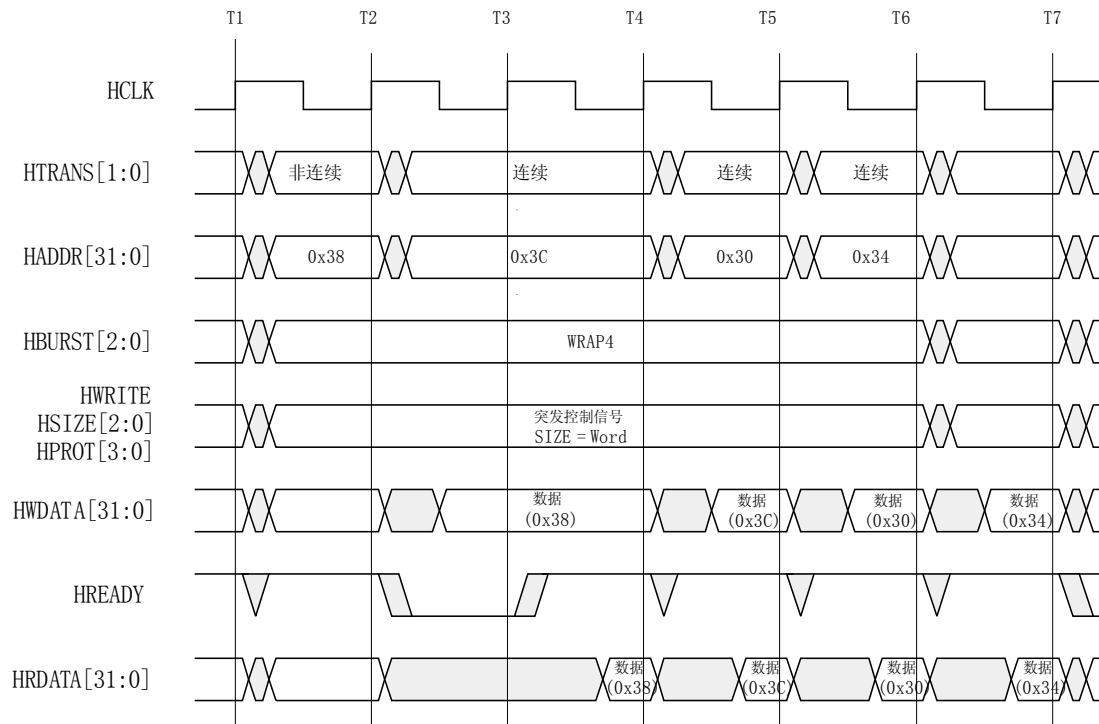 T1 T2 T3 T4 T5 T6 T7
HCLK
HTRANS[1:0] 非连续 连续 连续 连续
HADDR[31:0] 0x38 0x3C 0x30 0x34
HBURST[2:0] WRAP4
HWRITE
HSIZE[2:0]
HPROT[3:0]
突发控制信号
SIZE = Word
HWDATA[31:0]
数据 数据 数据 数据
(0x38) (0x3C) (0x30) (0x34)
HREADY
HRDATA[31:0]
数据 数据 数据 数据
(0x38) (0x3C) (0x30) (0x34)